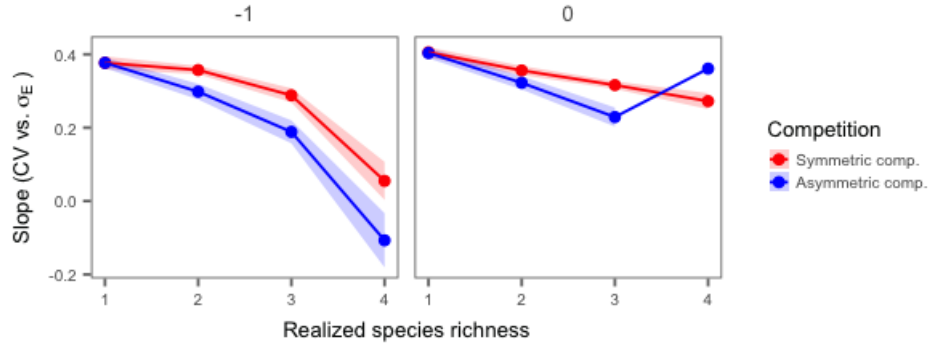 -1
0
Slope (CV vs. σE )
0.4
0.2
0.0
-0.2
1 2 3 4
1 2 3 4
Realized species richness
Competition
Symmetric comp.
Asymmetric comp.